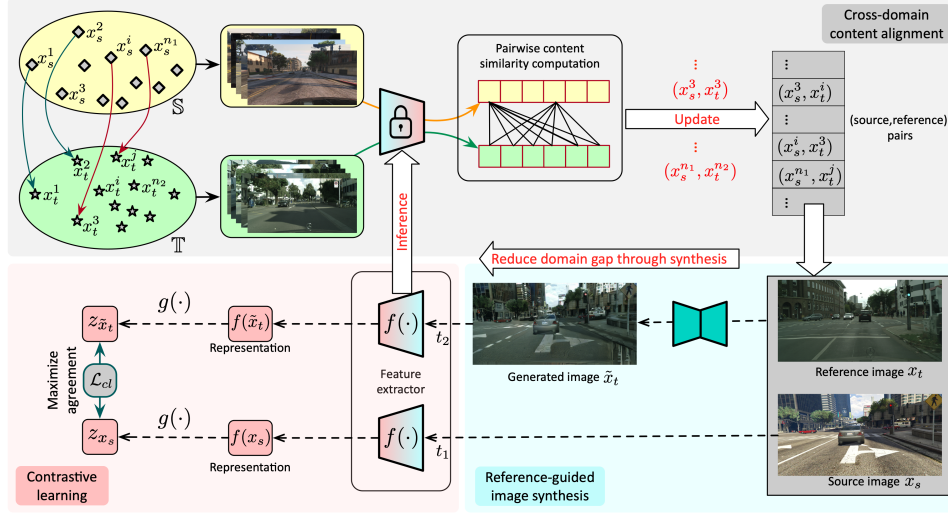 Cross-domain
content alignment
x_s^1
x_s^2
x_s^i
x_s^{n_1}
x_s^3
𝕊
x_t^1
x_t^2
x_t^j
x_t^i
x_t^{n_2}
x_t^3
𝕋
Pairwise content
similarity computation
⋮
(x_s^3, x_t^3)
Update
⋮
(x_s^{n_1}, x_t^{n_2})
⋮
(x_s^3, x_t^i)
⋮
(x_s^i, x_t^3)
(x_s^{n_1}, x_t^j)
⋮
(source,reference)
pairs
Inference
Reduce domain gap through synthesis
Reference image x_t
Source image x_s
Generated image x̃_t
Reference-guided
image synthesis
t_2
t_1
f(·)
Feature
extractor
f(·)
f(x̃_t)
Representation
f(x_s)
Representation
g(·)
g(·)
z_{x̃_t}
ℒ_{cl}
z_{x_s}
Maximize
agreement
Contrastive
learning